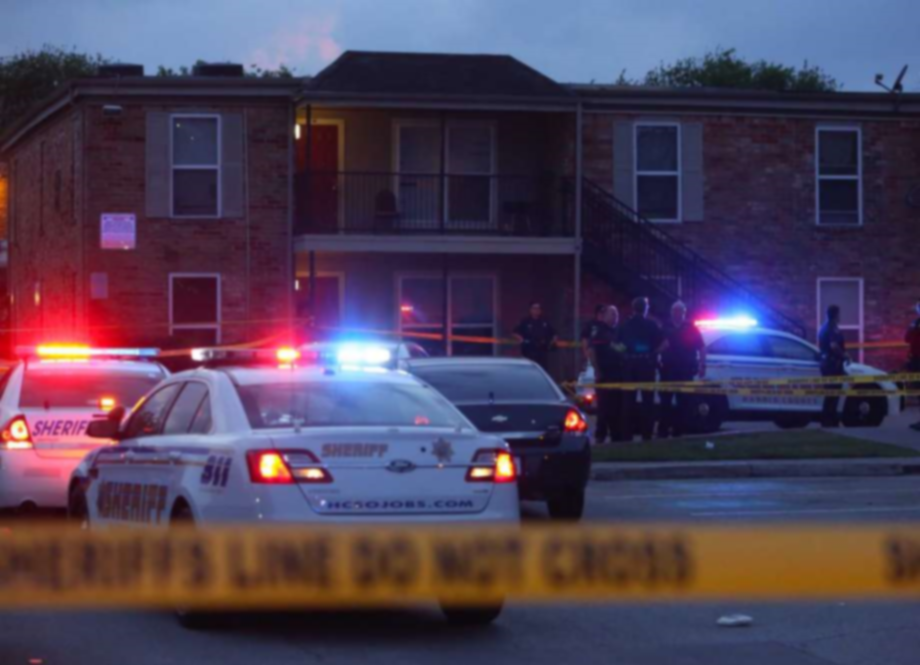 SHERIFF
SHERIFF
911
SHERIFF
HCSOJOBS.COM
SHERIFF'S LINE DO NOT CROSS